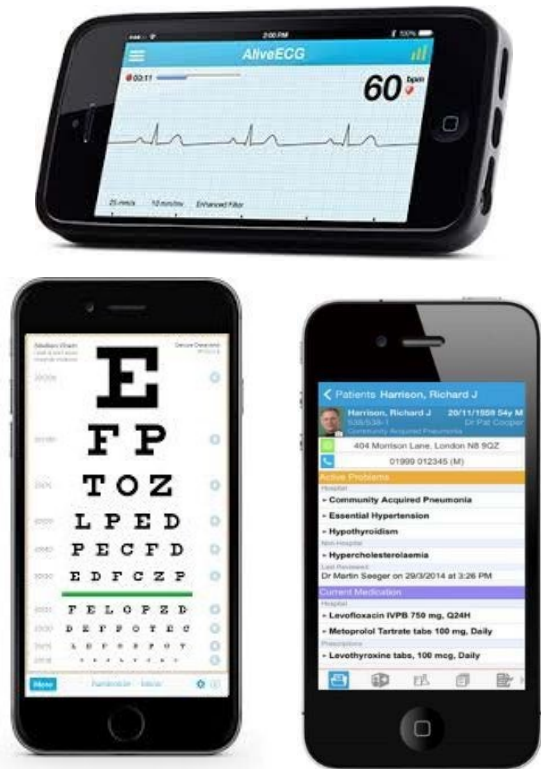 2:00 PM 100%
AliveECG
00:11
60 bpm
25 mm/s 10 mm/mv Enhanced Filter
E
F P
T O Z
L P E D
P E C F D
E D F C Z P
F E L O P Z D
D E F P O T E C
Patients Harrison, Richard J
Harrison, Richard J 20/11/1959 54y M
538/538-1 Dr Pat Cooper
Community Acquired Pneumonia
404 Morrison Lane, London N8 9QZ
01999 012345 (M)
Active Problems
Hospital
Community Acquired Pneumonia
Essential Hypertension
Hypothyroidism
Non-Hospital
Hypercholesterolaemia
Last Reviewed
Dr Martin Seeger on 29/3/2014 at 3:26 PM
Current Medication
Hospital
Levofloxacin IVPB 750 mg, Q24H
Metoprolol Tartrate tabs 100 mg, Daily
Prescriptions
Levothyroxine tabs, 100 mcg, Daily